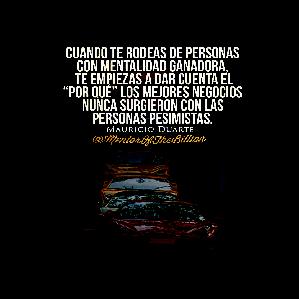 CUANDO TE RODEAS DE PERSONAS
CON MENTALIDAD GANADORA,
TE EMPIEZAS A DAR CUENTA EL
“POR QUÉ” LOS MEJORES NEGOCIOS
NUNCA SURGIERON CON LAS
PERSONAS PESIMISTAS.
MAURICIO DUARTE
@MentorOfTheBillion